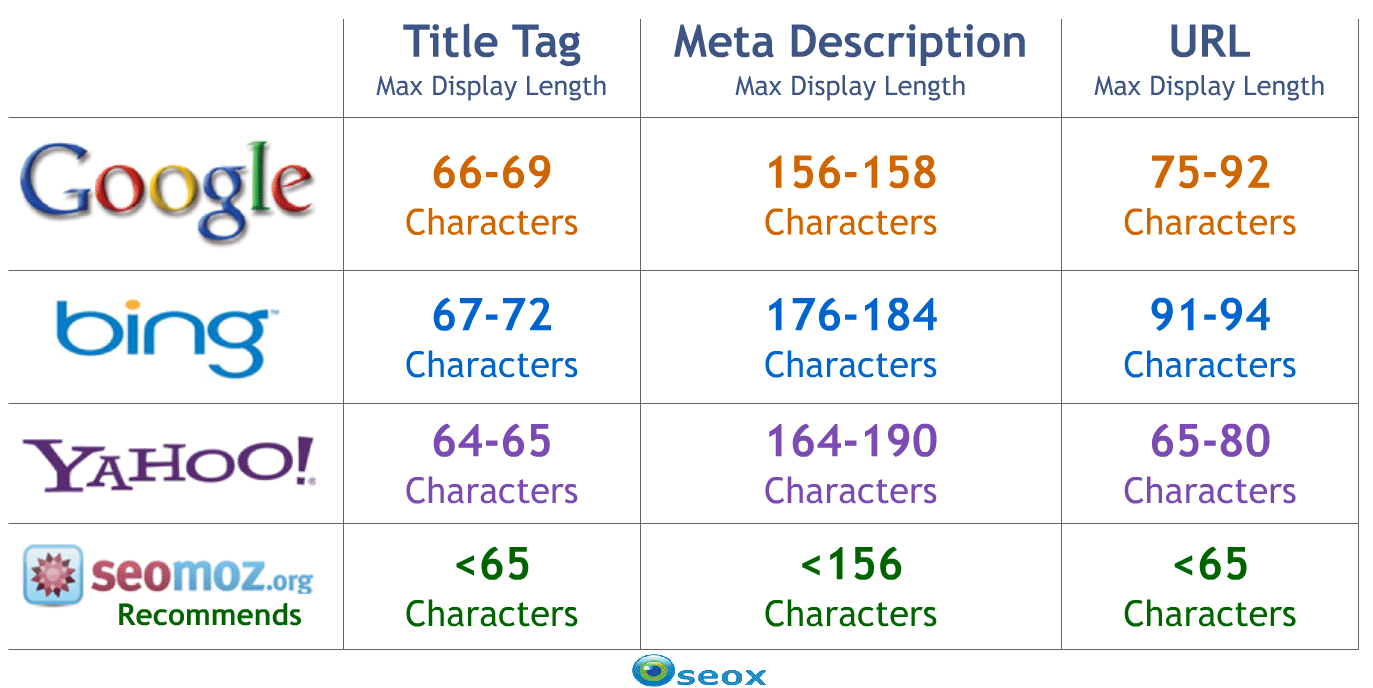 Title Tag
Max Display Length
Meta Description
Max Display Length
URL
Max Display Length
Google
66-69
Characters
156-158
Characters
75-92
Characters
bing™
67-72
Characters
176-184
Characters
91-94
Characters
YAHOO!®
64-65
Characters
164-190
Characters
65-80
Characters
seomoz.org
Recommends
<65
Characters
<156
Characters
<65
Characters
seox